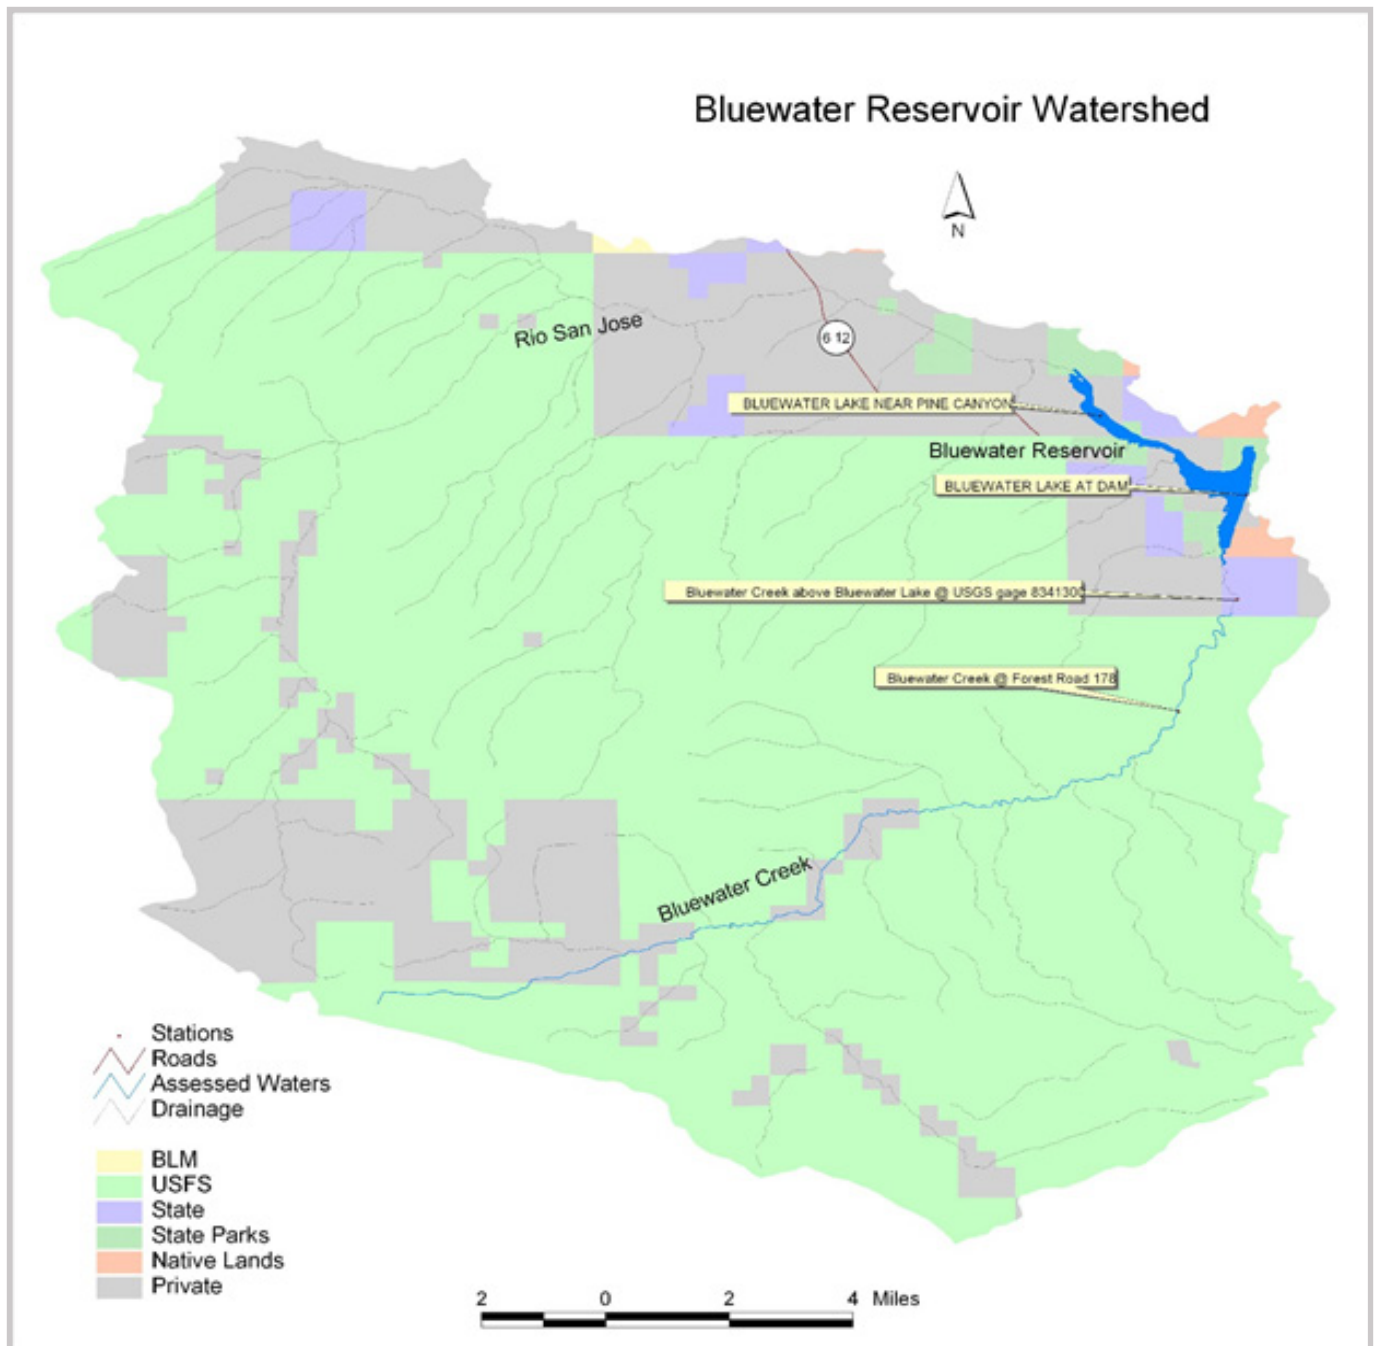 Bluewater Reservoir Watershed
N
Rio San Jose
6 12
BLUEWATER LAKE NEAR PINE CANYON
Bluewater Reservoir
BLUEWATER LAKE AT DAM
Bluewater Creek above Bluewater Lake @ USGS gage 8341300
Bluewater Creek @ Forest Road 178
Bluewater Creek
Stations
Roads
Assessed Waters
Drainage
BLM
USFS
State
State Parks
Native Lands
Private
2 0 2 4 Miles